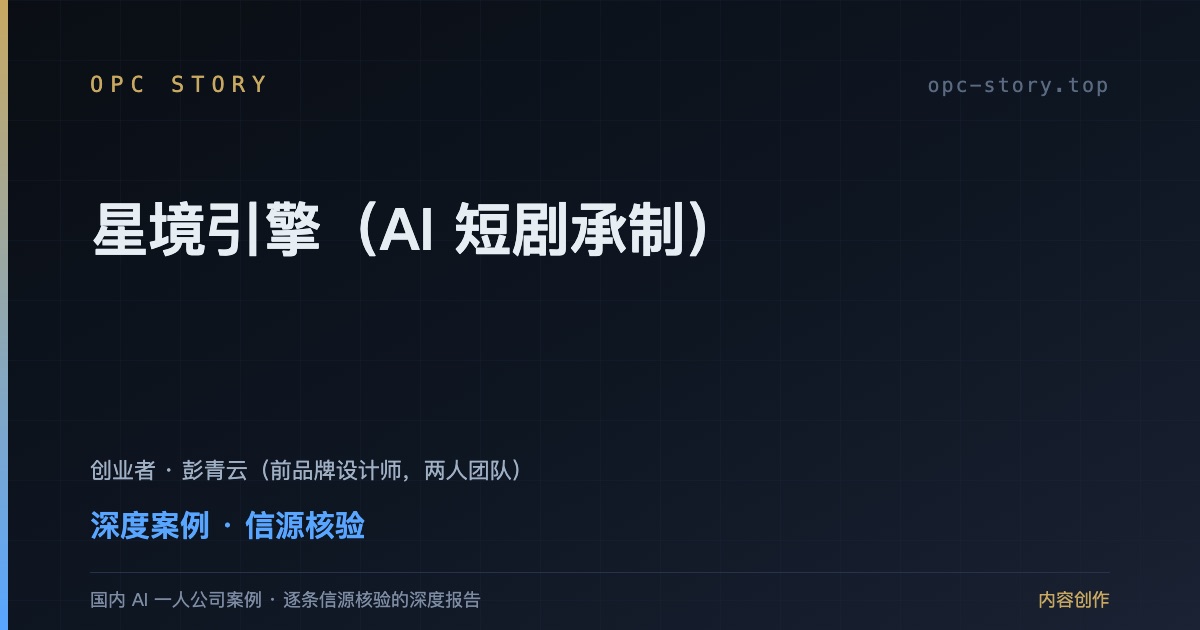 OPC STORY
opc-story.top
星境引擎（AI 短剧承制）
创业者 · 彭青云（前品牌设计师，两人团队）
深度案例 · 信源核验
国内 AI 一人公司案例 · 逐条信源核验的深度报告
内容创作